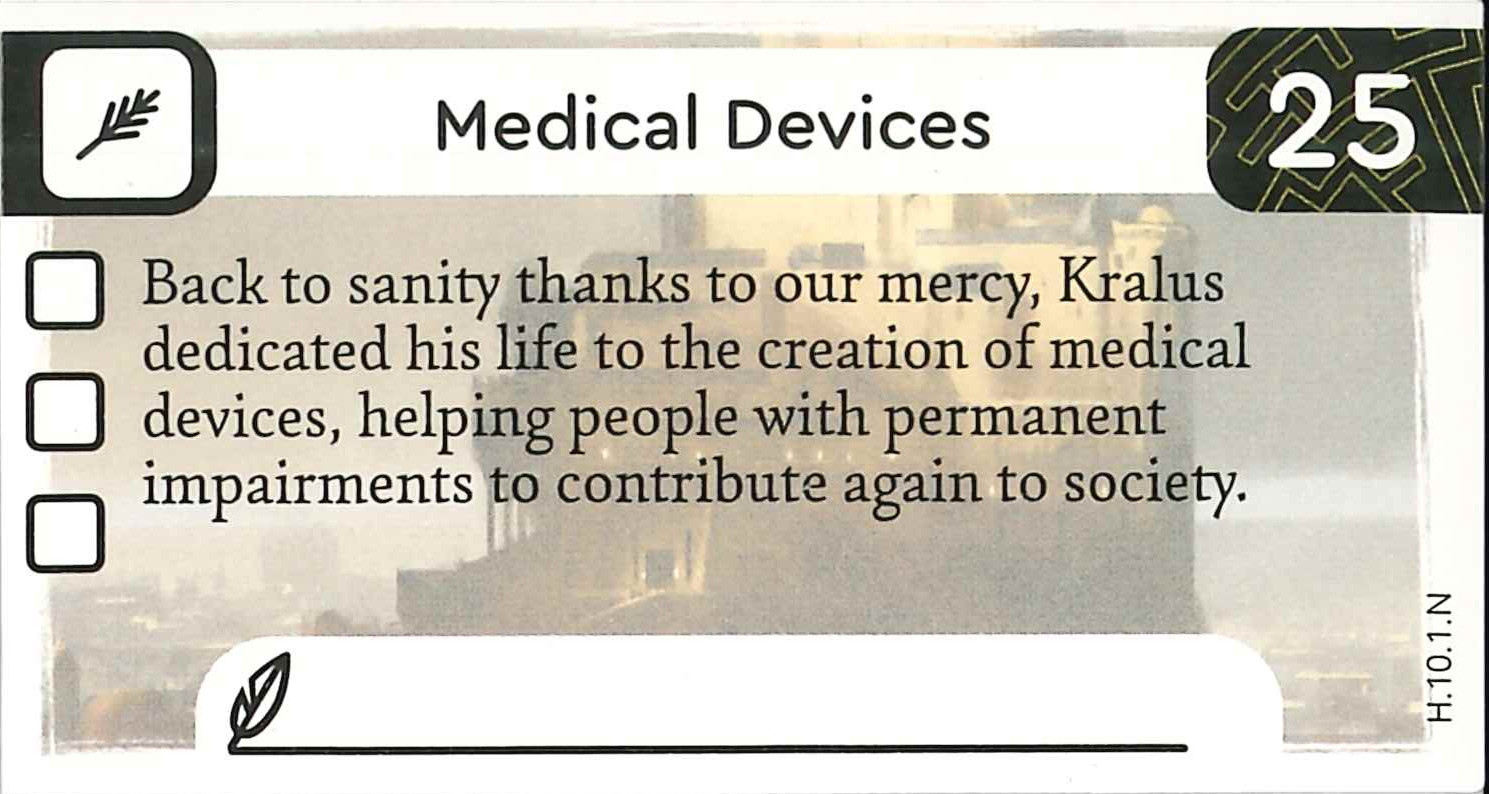 Medical Devices
25
Back to sanity thanks to our mercy, Kralus
dedicated his life to the creation of medical
devices, helping people with permanent
impairments to contribute again to society.
H.10.1.N